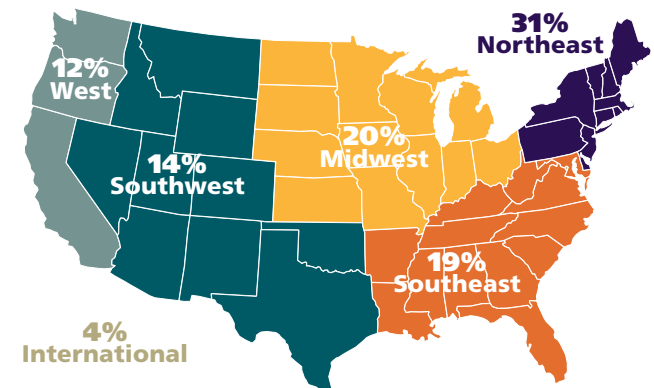 31%
Northeast
12%
West
20%
Midwest
14%
Southwest
19%
Southeast
4%
International